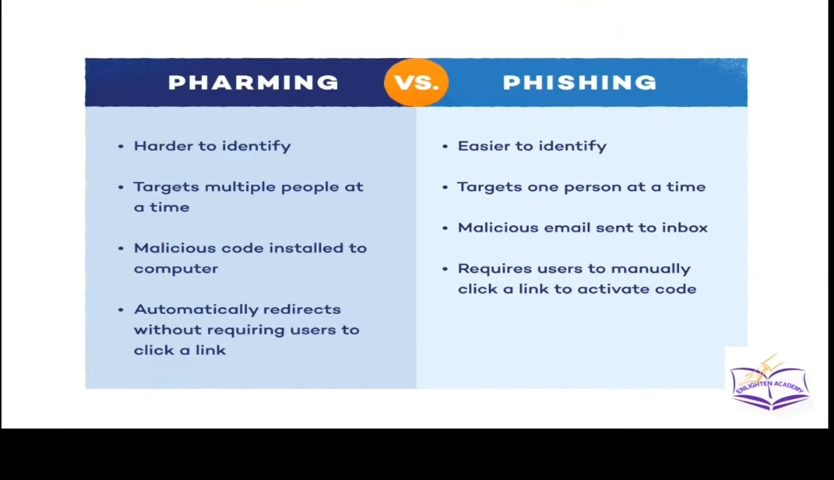 PHARMING VS. PHISHING
Harder to identify
Targets multiple people at
a time
Malicious code installed to
computer
Automatically redirects
without requiring users to
click a link
Easier to identify
Targets one person at a time
Malicious email sent to inbox
Requires users to manually
click a link to activate code
ENLIGHTEN ACADEMY